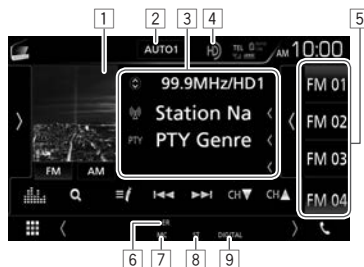 1 2 3 4
AUTO1 HD TEL AM 10:00
5
99.9MHz/HD1
Station Na
PTY PTY Genre
FM AM
FM 01
FM 02
FM 03
FM 04
CH▼ CH▲
MC ST DIGITAL
6 7 8 9